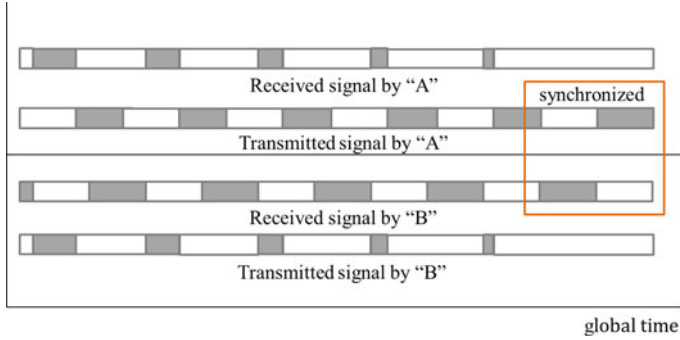 Received signal by “A”
synchronized
Transmitted signal by “A”
Received signal by “B”
Transmitted signal by “B”
global time